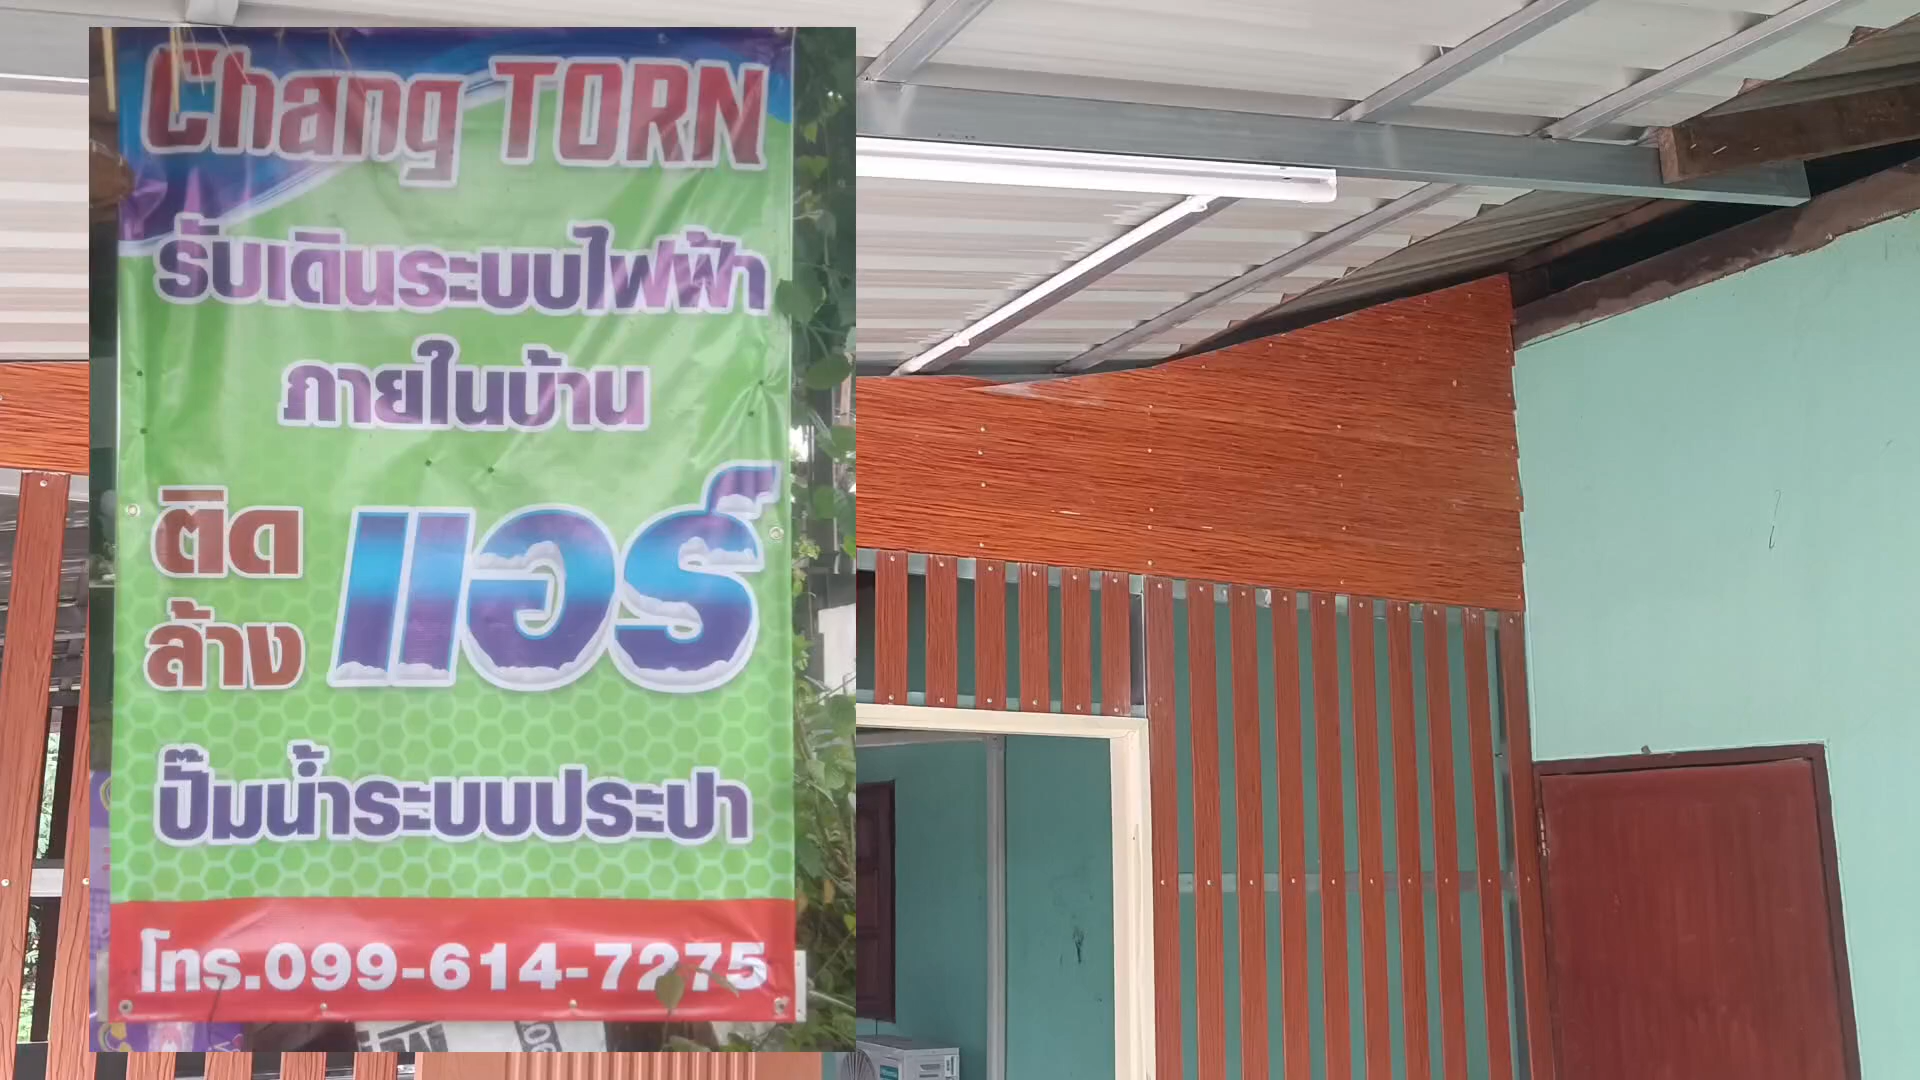 Chang TORN
รับเดินระบบไฟฟ้า
ภายในบ้าน
ติด
ล้าง
แอร์
ปั๊มน้ำระบบประปา
โทร.099-614-7275